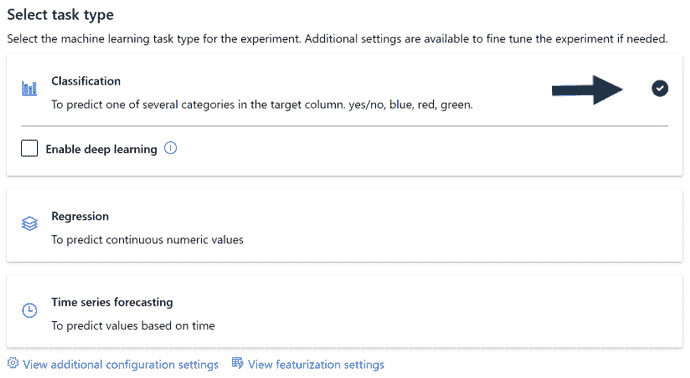 Select task type
Select the machine learning task type for the experiment. Additional settings are available to fine tune the experiment if needed.
Classification
To predict one of several categories in the target column. yes/no, blue, red, green.
Enable deep learning
Regression
To predict continuous numeric values
Time series forecasting
To predict values based on time
View additional configuration settings View featurization settings